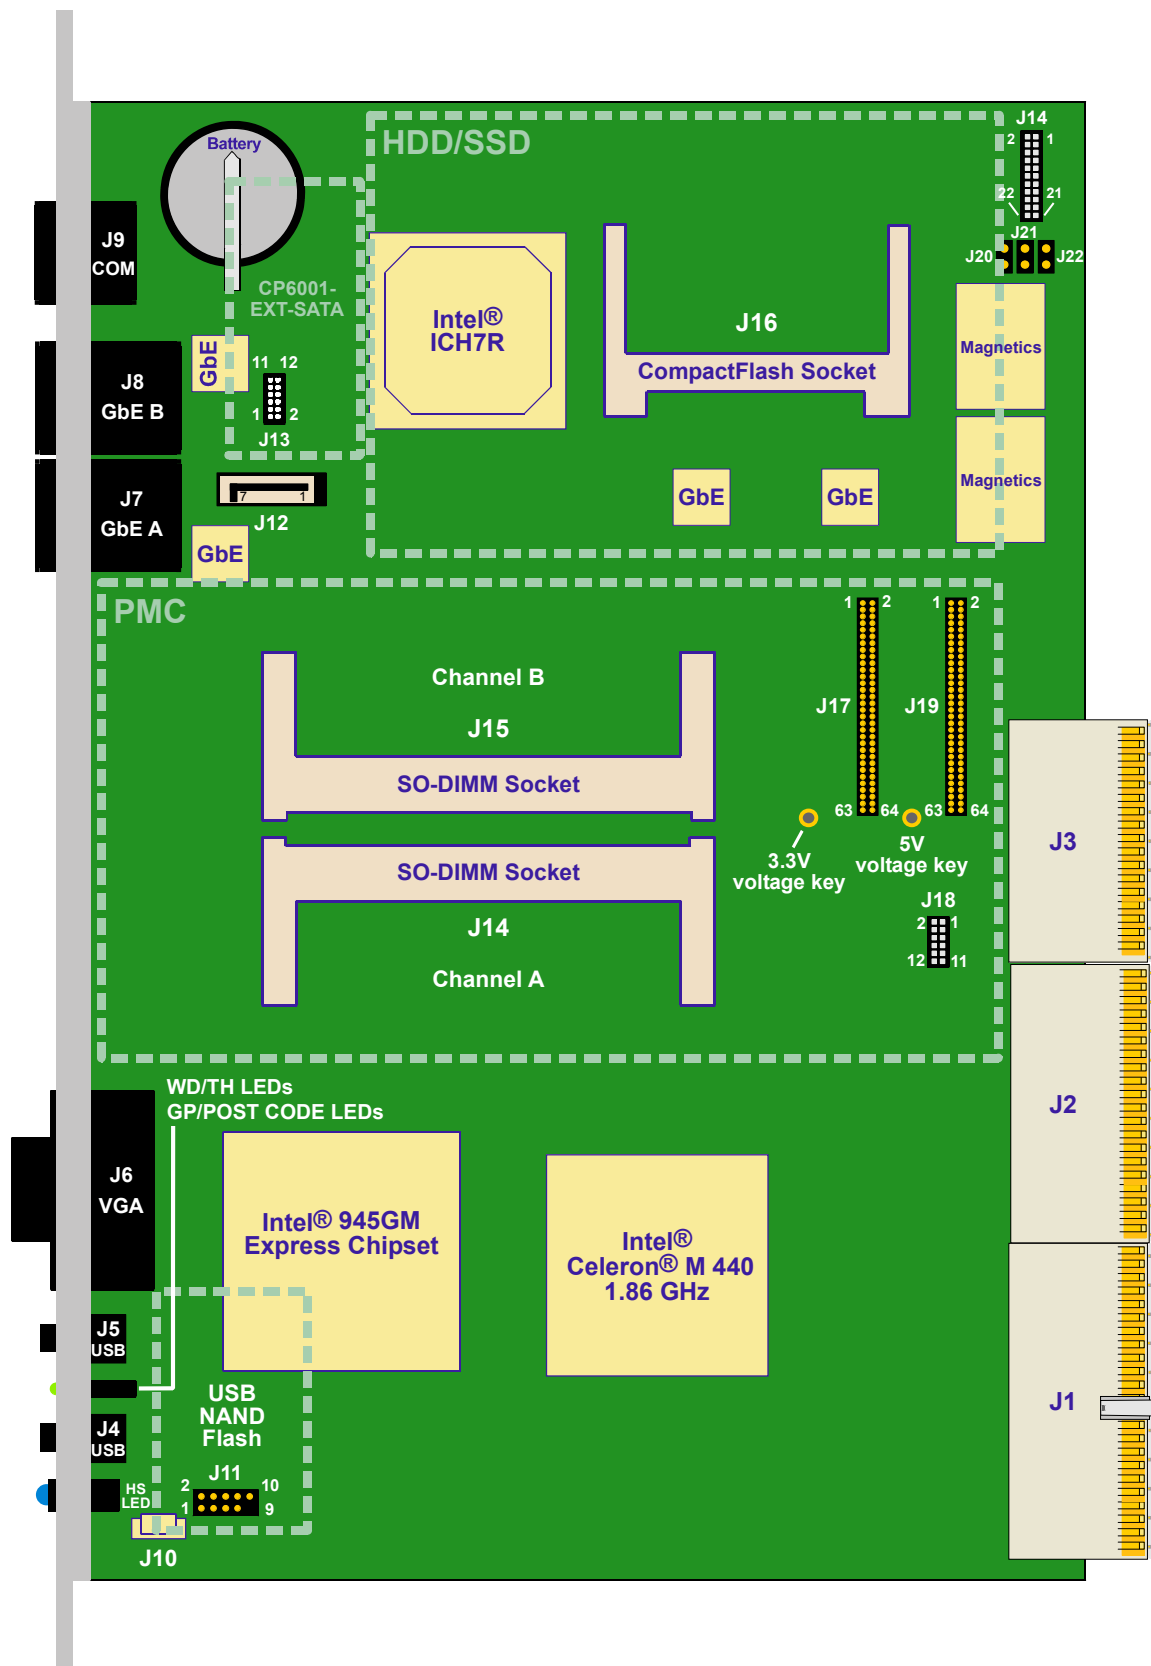 J14
2 1
22 21
J21
J20 J22
Battery
HDD/SSD
J9
COM
CP6001-
EXT-SATA
Intel®
ICH7R
J16
CompactFlash Socket
Magnetics
GbE
11 12
1 2
J13
J8
GbE B
J7
GbE A
7 1
J12
GbE
GbE
GbE
Magnetics
PMC
1 2
1 2
Channel B
J15
SO-DIMM Socket
J17
J19
63 64
63 64
3.3V
voltage key
5V
voltage key
SO-DIMM Socket
J14
Channel A
J18
2 1
12 11
J3
J2
J1
WD/TH LEDs
GP/POST CODE LEDs
J6
VGA
Intel® 945GM
Express Chipset
Intel®
Celeron® M 440
1.86 GHz
J5
USB
J4
USB
USB
NAND
Flash
HS
LED
J11
2 10
1 9
J10